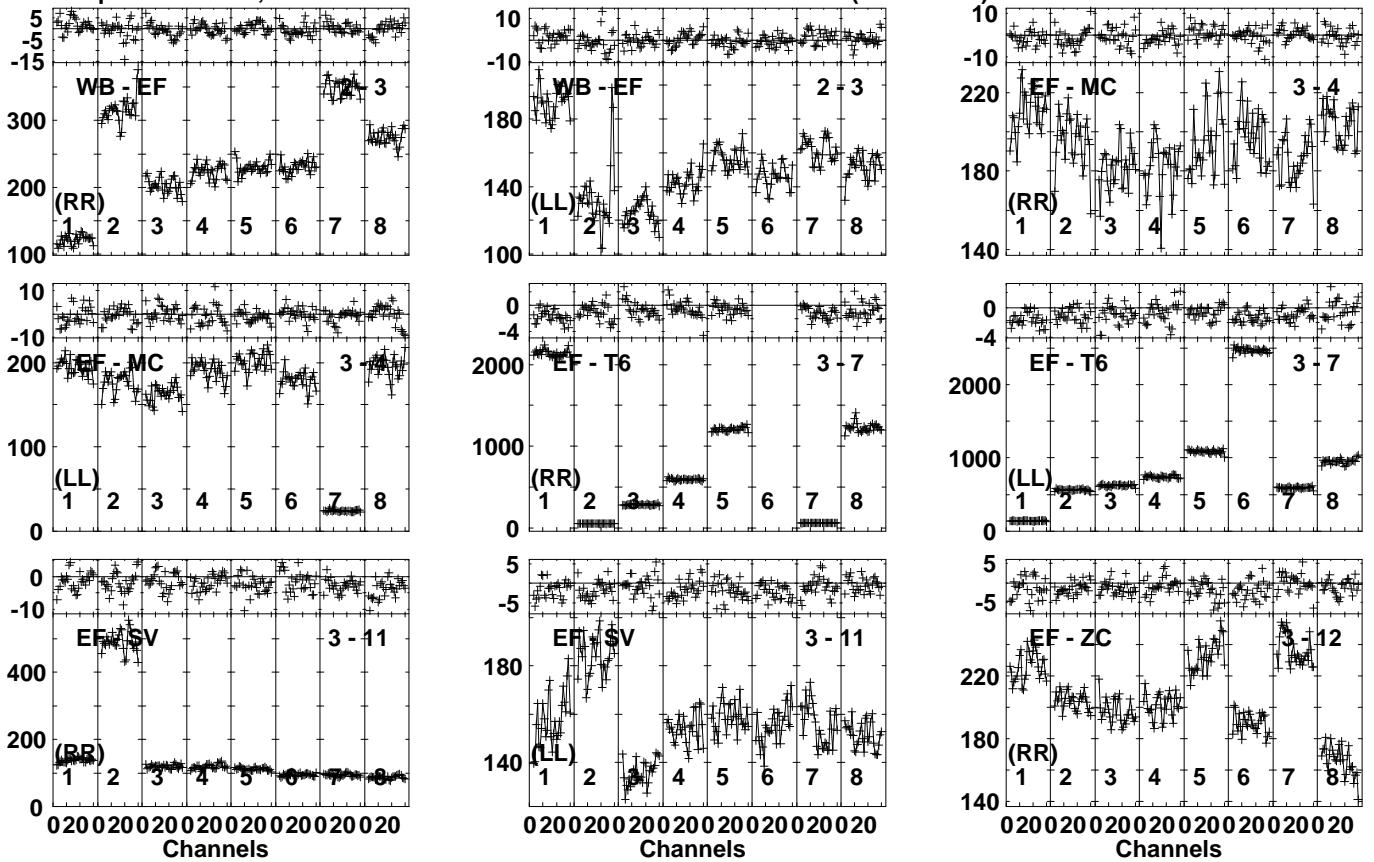 10 10
5
-5 0
-15 -10 -10
WB - EF 2 - 3 WB - EF 2 - 3 EF - MC 3 - 4
300 180 220
200 140 180
(RR) (LL) (RR)
1 2 3 4 5 6 7 8 2 3 4 5 6 7 8 1 2 3 4 5 6 7 8
100 100 140
10 0 0
-10 -4 -4
200 EF - MC 3 - 4 2000 EF - T6 3 - 7 2000 EF - T6 3 - 7
100 1000 1000
(LL) (RR) (LL)
1 2 3 4 5 6 7 8 1 2 3 4 5 6 7 8 1 2 3 4 5 6 7 8
0 0 0
0 5 5
-10 -5 -5
EF - SV 3 - 11 EF - SV 3 - 11 EF - ZC 3 - 12
400 180 220
200 140 180
(RR) (LL) (RR)
1 2 3 4 5 6 7 8 1 2 3 4 5 6 7 8 1 2 3 4 5 6 7 8
0 140
0 20 0 20 0 20 0 20 0 20 0 20 0 20 0 20 0 20 0 20 0 20 0 20 0 20 0 20 0 20 0 20 0 20 0 20 0 20 0 20 0 20 0 20 0 20 0 20
Channels Channels Channels